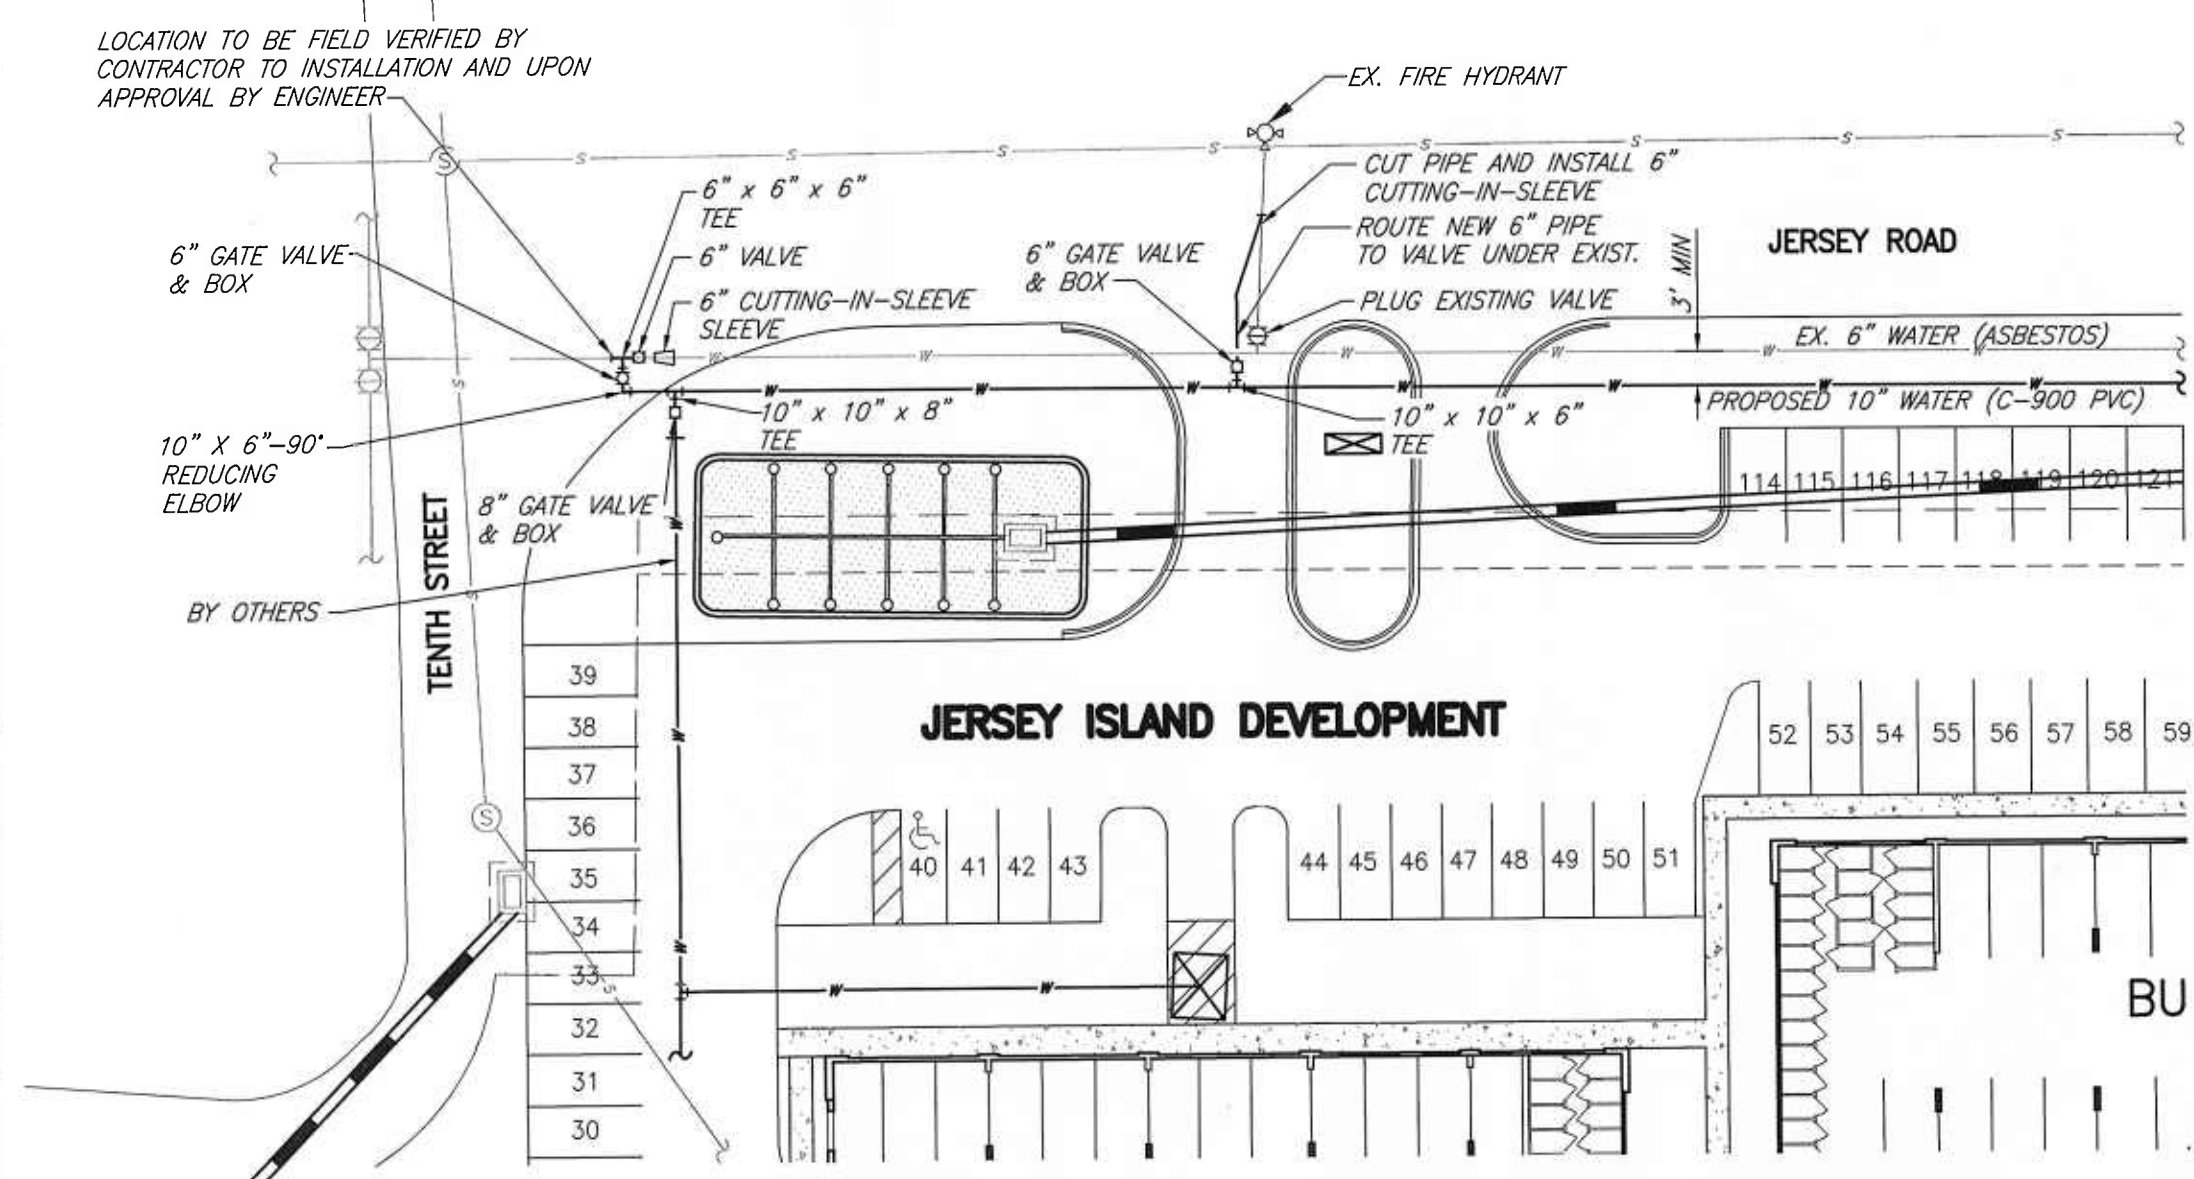 LOCATION TO BE FIELD VERIFIED BY
CONTRACTOR TO INSTALLATION AND UPON
APPROVAL BY ENGINEER
EX. FIRE HYDRANT
S
S S S S S S S S
6" x 6" x 6"
TEE
CUT PIPE AND INSTALL 6"
CUTTING-IN-SLEEVE
6" GATE VALVE
& BOX
6" VALVE
6" GATE VALVE
& BOX
ROUTE NEW 6" PIPE
TO VALVE UNDER EXIST.
3' MIN
JERSEY ROAD
6" CUTTING-IN-SLEEVE
SLEEVE
PLUG EXISTING VALVE
EX. 6" WATER (ASBESTOS)
W W W W W W W
W W W W W W W
10" x 10" x 8"
TEE
10" x 10" x 6"
TEE
PROPOSED 10" WATER (C-900 PVC)
10" X 6"-90°
REDUCING
ELBOW
8" GATE VALVE
& BOX
114 115 116 117 118 119 120 121
S
W
TENTH STREET
S
BY OTHERS
39
38
37
36
35
34
33
32
31
30
JERSEY ISLAND DEVELOPMENT
W
52 53 54 55 56 57 58 59
S
40 41 42 43
44 45 46 47 48 49 50 51
W
S
W W
BU